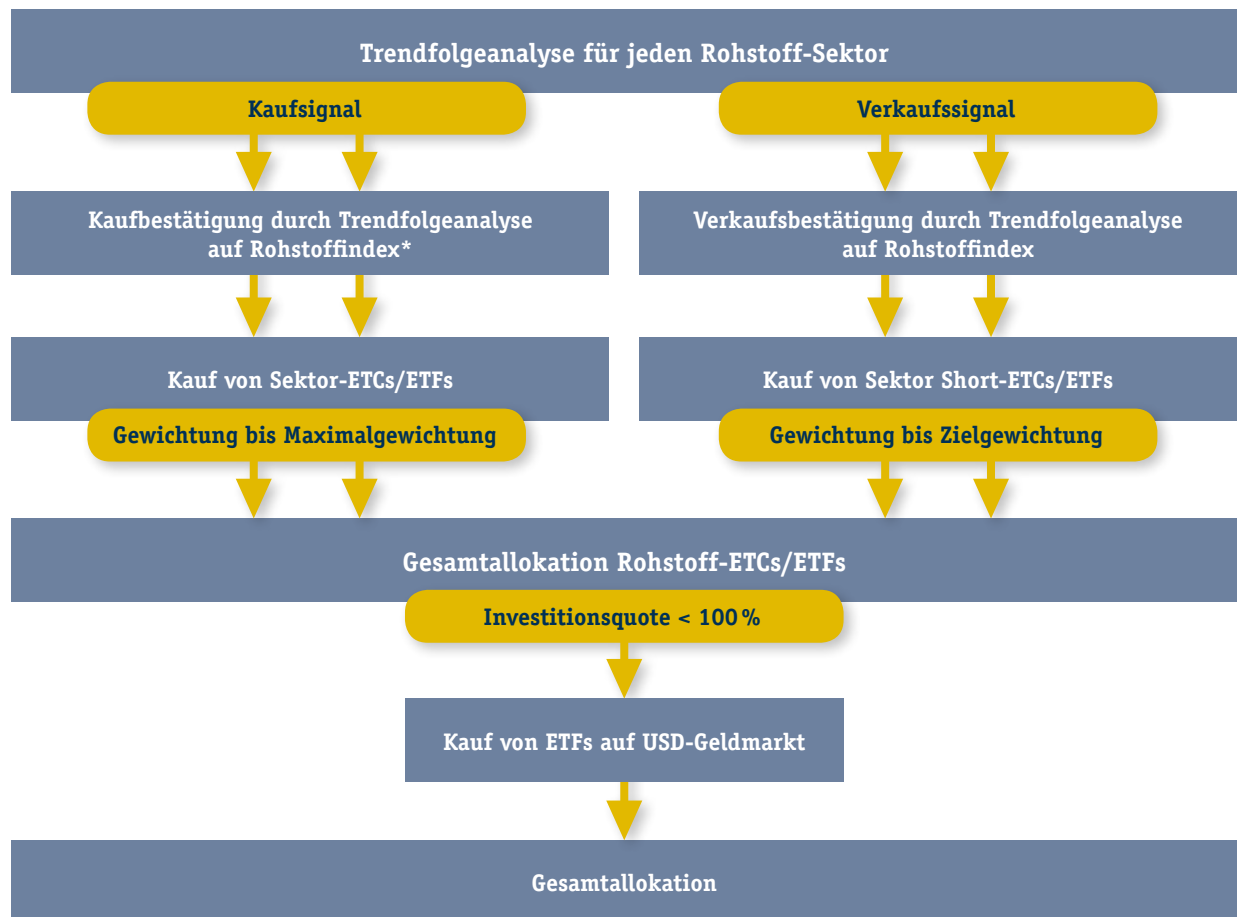 Trendfolgeanalyse für jeden Rohstoff-Sektor
Kaufsignal
Verkaufssignal
Kaufbestätigung durch Trendfolgeanalyse
auf Rohstoffindex*
Verkaufsbestätigung durch Trendfolgeanalyse
auf Rohstoffindex
Kauf von Sektor-ETCs/ETFs
Kauf von Sektor Short-ETCs/ETFs
Gewichtung bis Maximalgewichtung
Gewichtung bis Zielgewichtung
Gesamtallokation Rohstoff-ETCs/ETFs
Investitionsquote < 100 %
Kauf von ETFs auf USD-Geldmarkt
Gesamtallokation